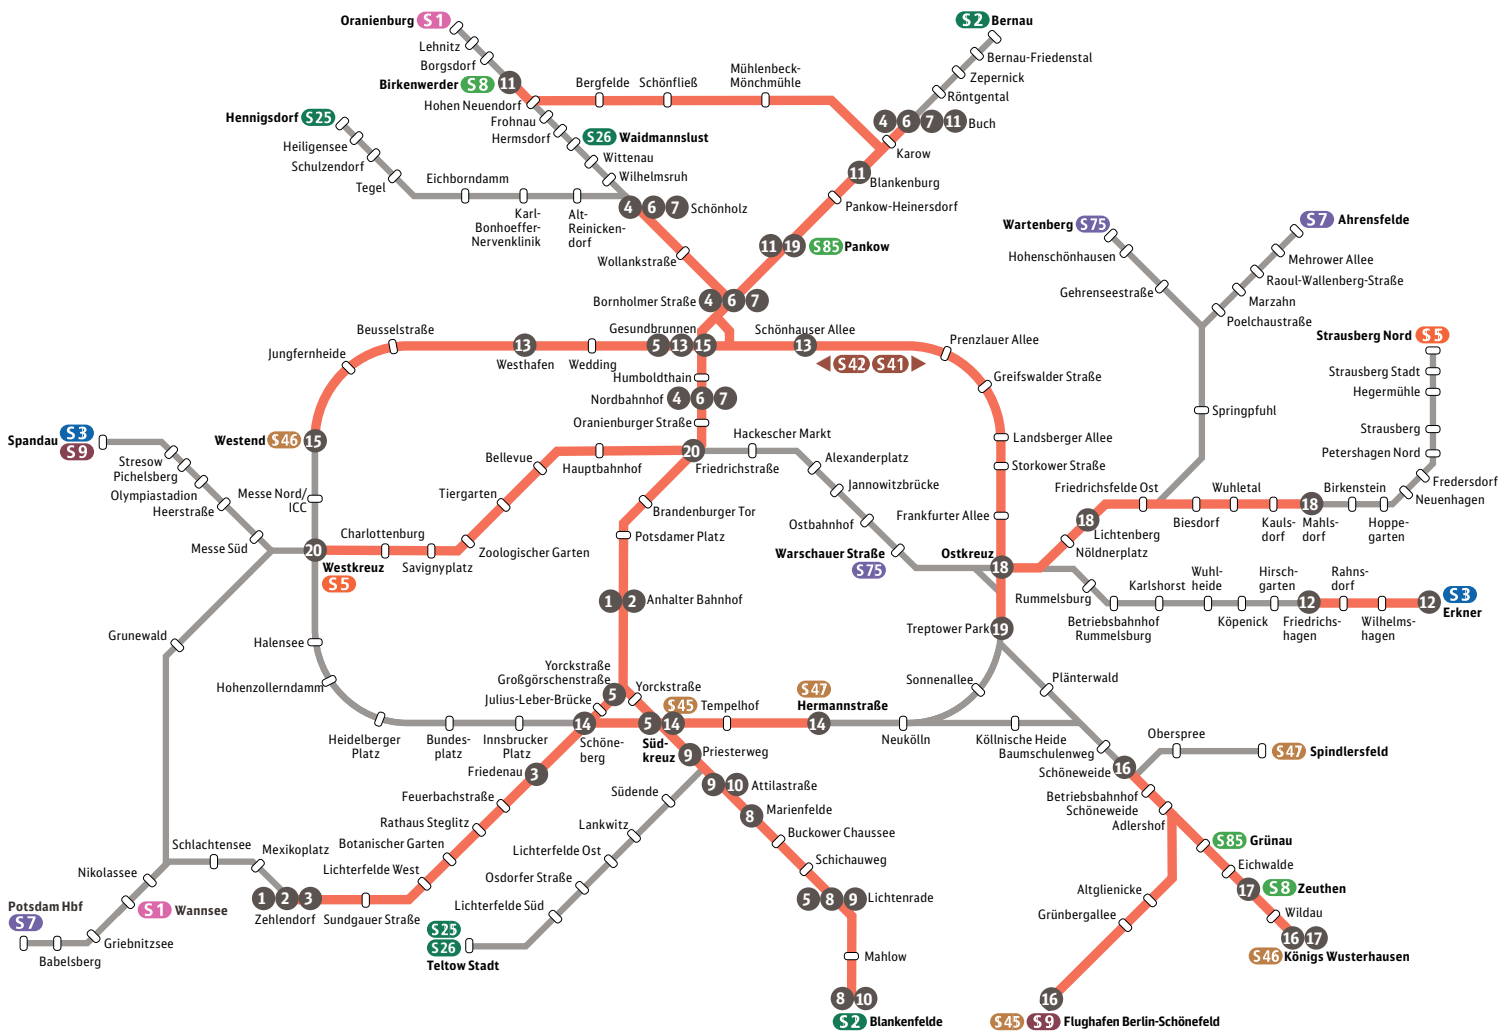 Oranienburg S1
Lehnitz
Borgsdorf
Birkenwerder S8 11
Hohen Neuendorf
Bergfelde
Schönfließ
Mühlenbeck-
Mönchmühle
S2 Bernau
Bernau-Friedenstal
Zepernick
Röntgental
4 6 7 11 Buch
Karow
11
Blankenburg
Pankow-Heinersdorf
11 19 S85 Pankow
Hennigsdorf S25
Heiligensee
Schulzendorf
Tegel
Eichborndamm
Karl-
Bonhoeffer-
Nervenklinik
Alt-
Reinicken-
dorf
Frohnau
Hermsdorf
S26 Waidmannslust
Wittenau
Wilhelmsruh
4 6 7 Schönholz
Wollankstraße
Bornholmer Straße 4 6 7
Wartenberg S75
Hohenschönhausen
Gehrenseestraße
S7 Ahrensfelde
Mehrower Allee
Raoul-Wallenberg-Straße
Marzahn
Poelchaustraße
Springpfuhl
Strausberg Nord S5
Strausberg Stadt
Hegermühle
Strausberg
Petershagen Nord
Fredersdorf
Neuenhagen
Hoppe-
garten
Birkenstein
18
Mahls-
dorf
Kauls-
dorf
Wuhletal
Biesdorf
Friedrichsfelde Ost
18
Lichtenberg
Nöldnerplatz
Beusselstraße
Jungfernheide
13
Westhafen
Wedding
Gesundbrunnen
5 13 15
Schönhauser Allee
13
S42 S41
Prenzlauer Allee
Greifswalder Straße
Landsberger Allee
Storkower Straße
Frankfurter Allee
Ostkreuz
18
Humboldthain
Nordbahnhof 4 6 7
Oranienburger Straße
20
Friedrichstraße
Hackescher Markt
Alexanderplatz
Jannowitzbrücke
Ostbahnhof
Warschauer Straße
S75
Spandau S3
S9
Stresow
Pichelsberg
Olympiastadion
Heerstraße
Messe Süd
Westend S46 15
Messe Nord/
ICC
20
Westkreuz
S5
Charlottenburg
Savignyplatz
Zoologischer Garten
Tiergarten
Bellevue
Hauptbahnhof
Brandenburger Tor
Potsdamer Platz
1 2 Anhalter Bahnhof
Rummelsburg
Betriebsbahnhof
Rummelsburg
Karlshorst
Wuhl-
heide
Köpenick
Hirsch-
garten
12
Friedrichs-
hagen
Rahns-
dorf
Wilhelms-
hagen
12 S3
Erkner
Treptower Park 19
Plänterwald
Sonnenallee
Grunewald
Halensee
Hohenzollerndamm
Heidelberger
Platz
Bundes-
platz
Innsbrucker
Platz
14
Schöne-
berg
Julius-Leber-Brücke
Yorckstraße
Großgörschenstraße
5
Yorckstraße
S45
5 14
Süd-
kreuz
Tempelhof
S47
Hermannstraße
14
Neukölln
Köllnische Heide
Baumschulenweg
Schöneweide 16
Oberspree
S47 Spindlersfeld
Betriebsbahnhof
Schöneweide
Adlershof
S85 Grünau
Eichwalde
17 S8 Zeuthen
Wildau
16 17
S46 Königs Wusterhausen
Altglienicke
Grünbergallee
16
S45 S9 Flughafen Berlin-Schönefeld
9 Priesterweg
9 10 Attilastraße
8 Marienfelde
Buckower Chaussee
Schichauweg
5 8 9 Lichtenrade
Mahlow
8 10
S2 Blankenfelde
Südende
Lankwitz
Lichterfelde Ost
Osdorfer Straße
Lichterfelde Süd
S25
S26
Teltow Stadt
Friedenau 3
Feuerbachstraße
Rathaus Steglitz
Botanischer Garten
Lichterfelde West
Sundgauer Straße
1 2 3
Zehlendorf
Mexikoplatz
Schlachtensee
Nikolassee
S1 Wannsee
Potsdam Hbf
S7
Griebnitzsee
Babelsberg